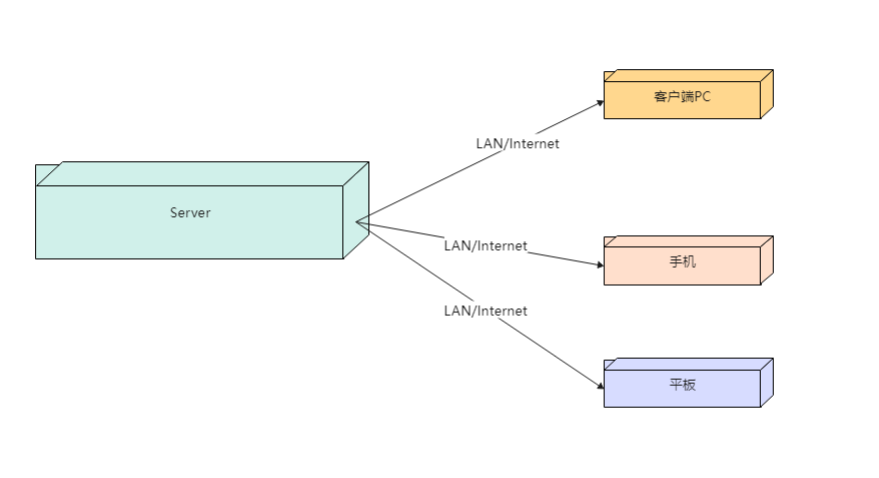 客户端PC
LAN/Internet
Server
LAN/Internet
手机
LAN/Internet
平板